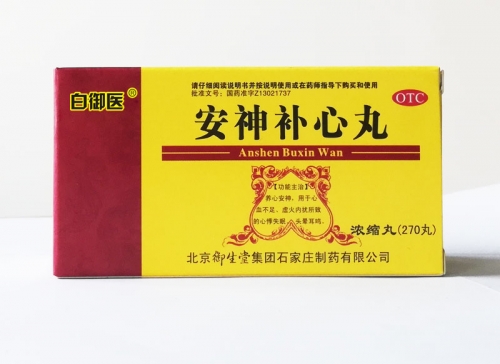 白御医®
请仔细阅读说明书并按说明使用或在药师指导下购买和使用
批准文号：国药准字Z13021737
OTC
安神补心丸
Anshen Buxin Wan
【功能主治】
养心安神，用于心
血不足、虚火内扰所致
的心悸失眠、头晕耳鸣。
浓缩丸(270丸)
北京御生堂集团石家庄制药有限公司